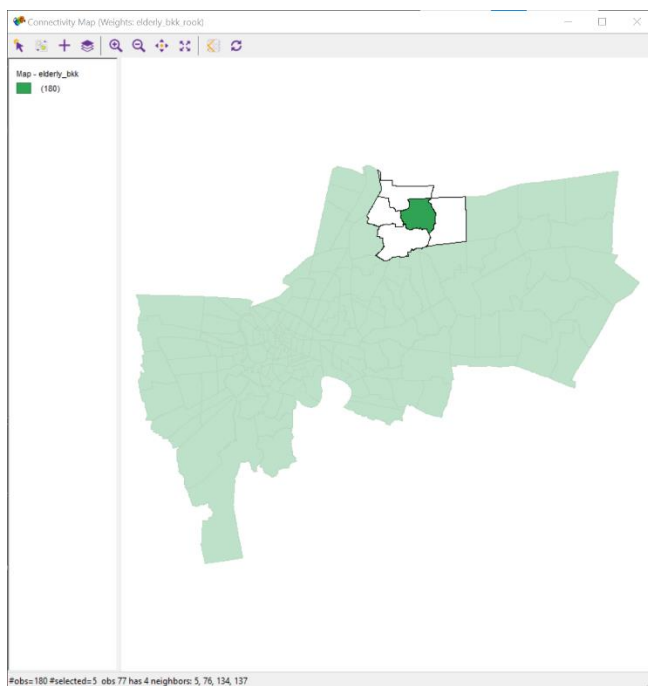 Connectivity Map (Weights: elderly_bkk_rook)
Map - elderly_bkk
(180)
#obs=180 #selected=5 obs 77 has 4 neighbors: 5, 76, 134, 137